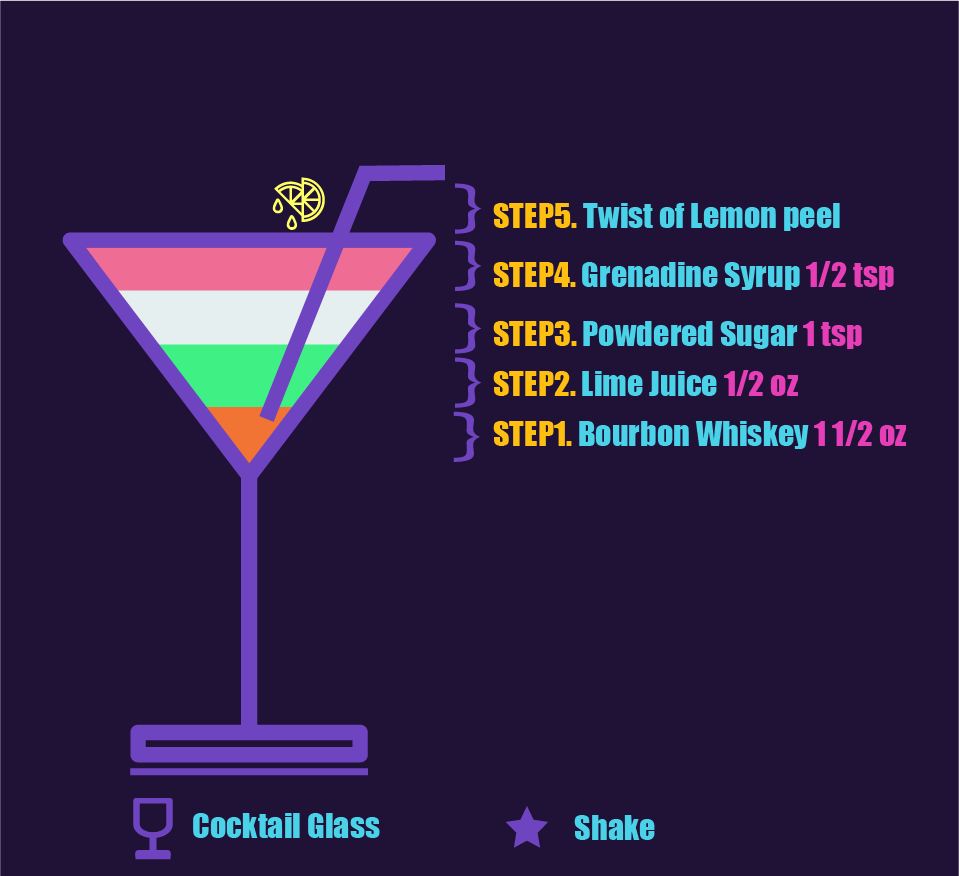 STEP5. Twist of Lemon peel
STEP4. Grenadine Syrup 1/2 tsp
STEP3. Powdered Sugar 1 tsp
STEP2. Lime Juice 1/2 oz
STEP1. Bourbon Whiskey 1 1/2 oz
Cocktail Glass
Shake